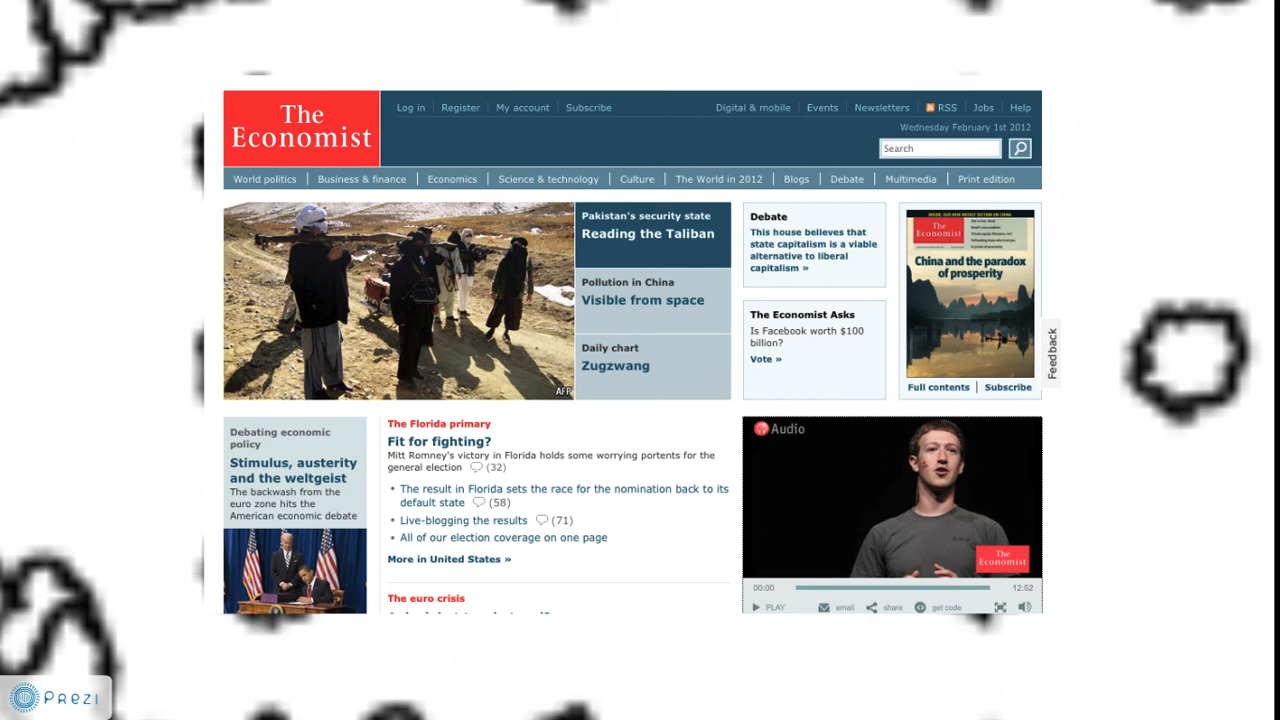 The
Economist
Log in
Register
My account
Subscribe
Digital & mobile
Events
Newsletters
RSS
Jobs
Help
Wednesday February 1st 2012
Search
World politics
Business & finance
Economics
Science & technology
Culture
The World in 2012
Blogs
Debate
Multimedia
Print edition
AFP
Pakistan's security state
Reading the Taliban
Pollution in China
Visible from space
Daily chart
Zugzwang
Debate
This house believes that
state capitalism is a viable
alternative to liberal
capitalism »
The Economist Asks
Is Facebook worth $100
billion?
Vote »
The
Economist
China and the paradox
of prosperity
Full contents
Subscribe
Feedback
Debating economic
policy
Stimulus, austerity
and the weltgeist
The backwash from the
euro zone hits the
American economic debate
The Florida primary
Fit for fighting?
Mitt Romney's victory in Florida holds some worrying portents for the
general election (32)
• The result in Florida sets the race for the nomination back to its
default state (58)
• Live-blogging the results (71)
• All of our election coverage on one page
More in United States »
The euro crisis
Audio
The
Economist
00:00
12:52
PLAY
email
share
get code
Prezi